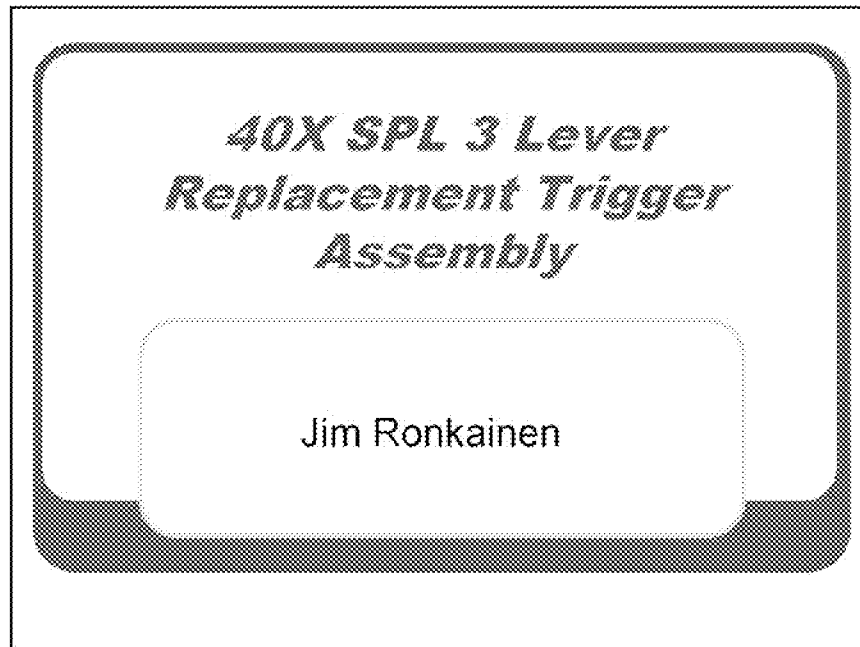 40X SPL 3 Lever
Replacement Trigger
Assembly
Jim Ronkainen